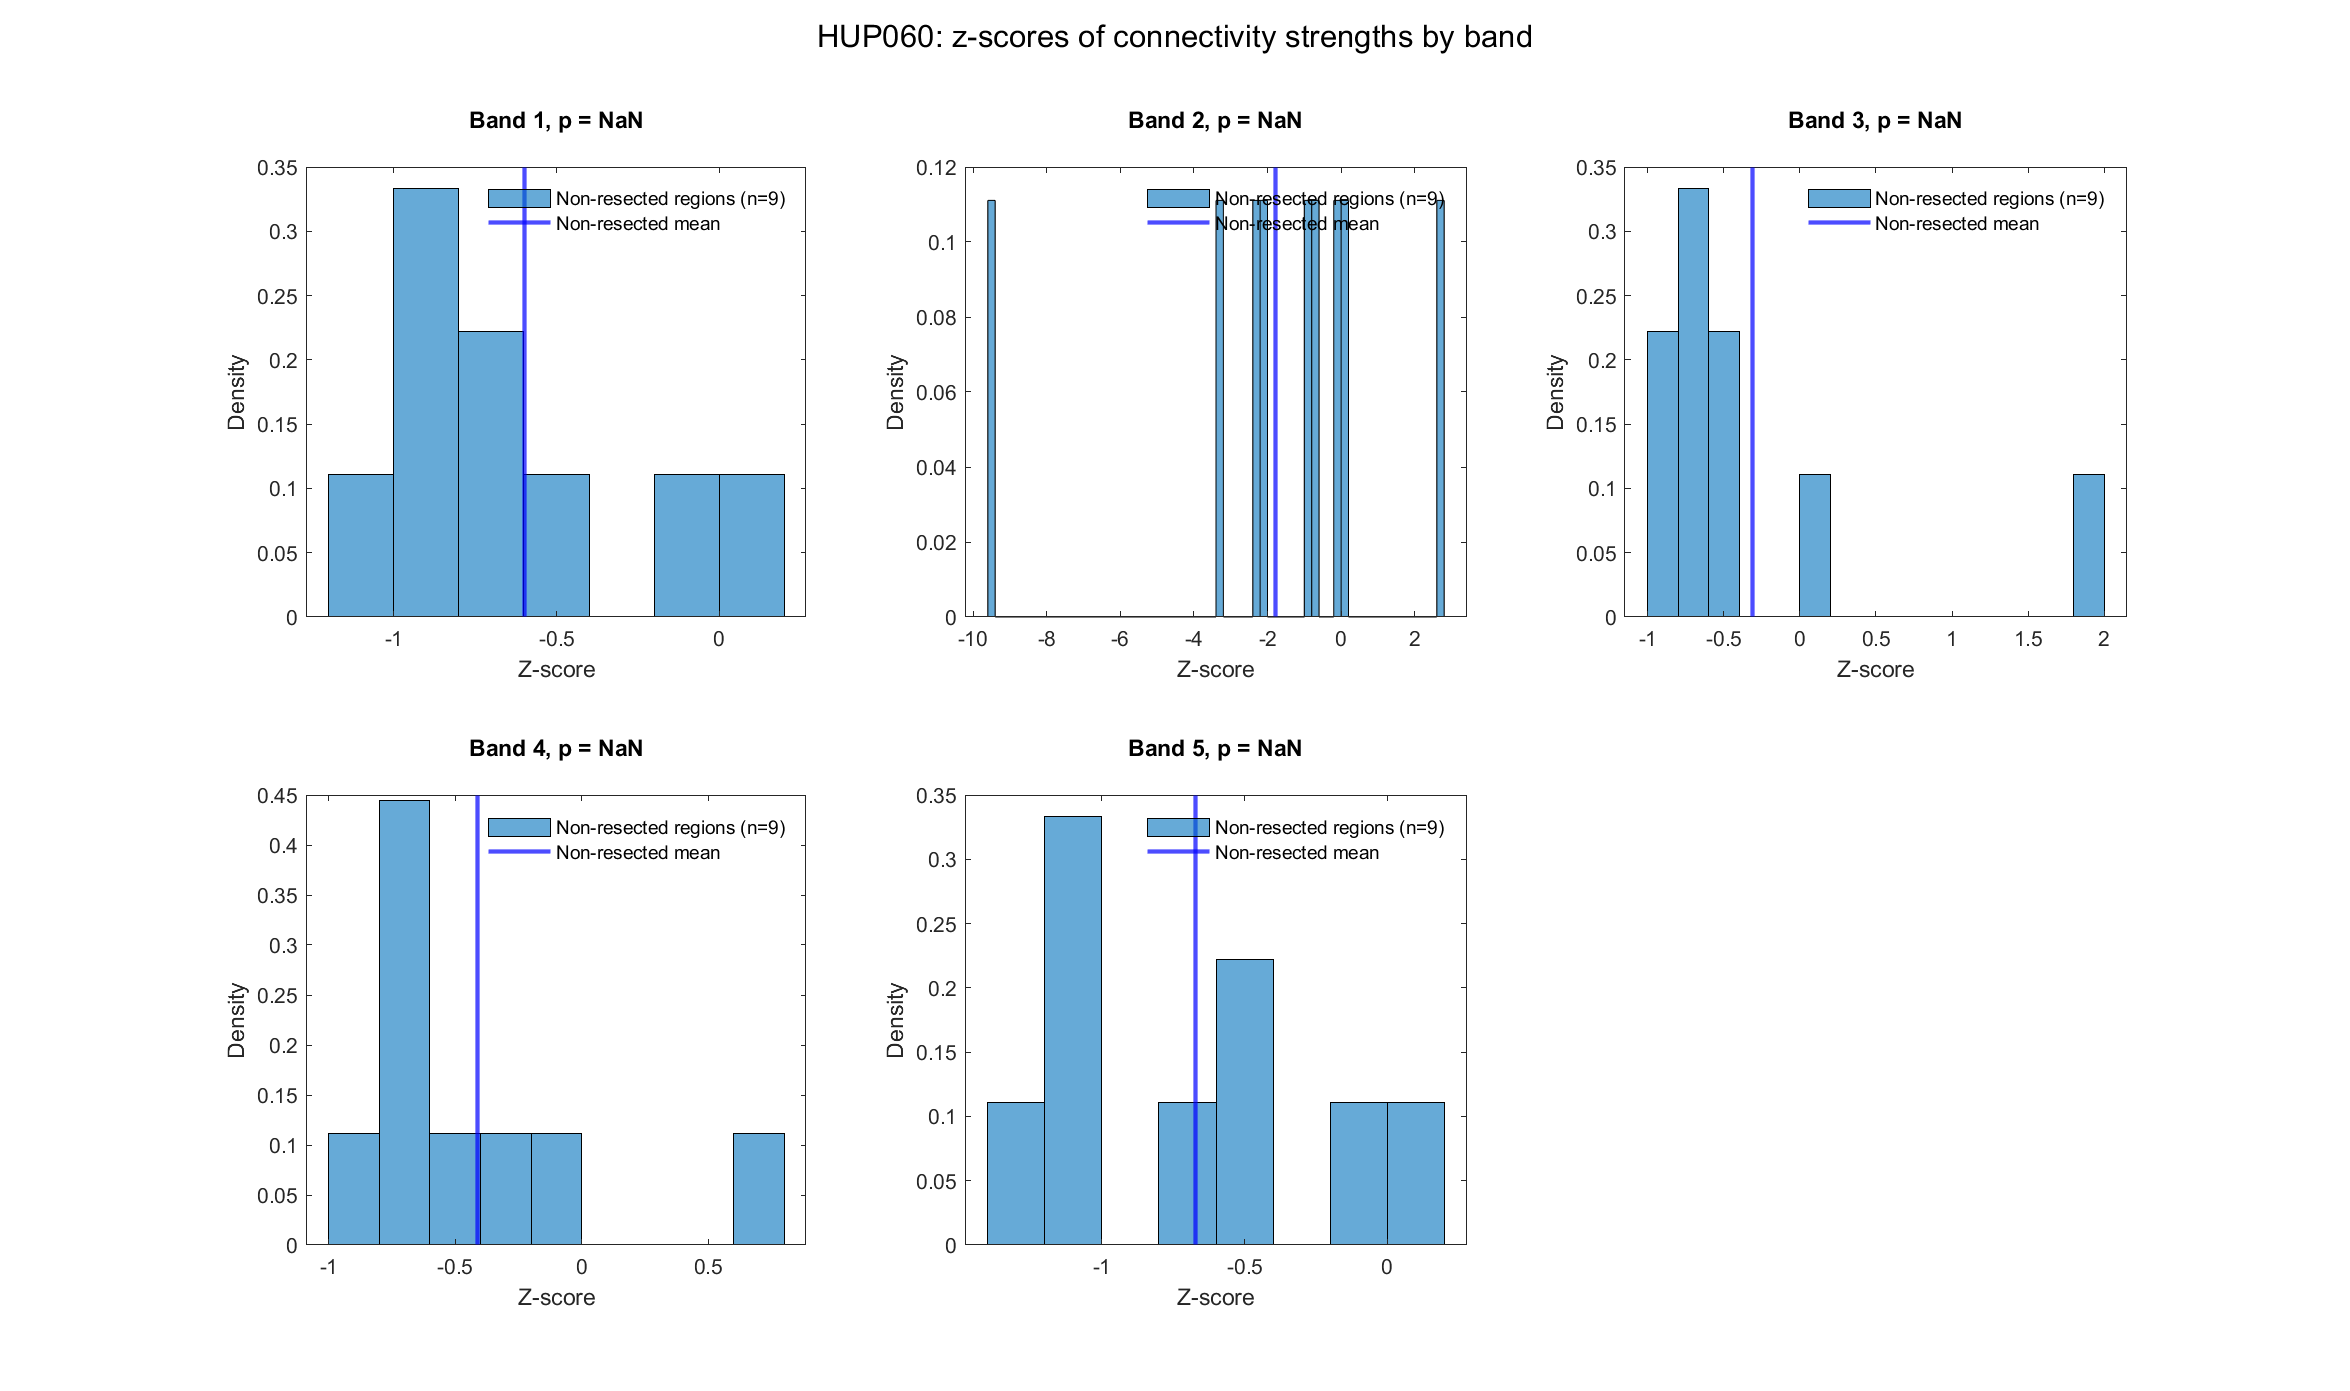 HUP060: z-scores of connectivity strengths by band
Band 1, p = NaN
0.35
0.3
0.25
0.2
0.15
0.1
0.05
0
Density
Non-resected regions (n=9)
Non-resected mean
-1
-0.5
0
Z-score
Band 2, p = NaN
0.12
0.1
0.08
0.06
0.04
0.02
0
Density
Non-resected regions (n=9)
Non-resected mean
-10
-8
-6
-4
-2
0
2
Z-score
Band 3, p = NaN
0.35
0.3
0.25
0.2
0.15
0.1
0.05
0
Density
Non-resected regions (n=9)
Non-resected mean
-1
-0.5
0
0.5
1
1.5
2
Z-score
Band 4, p = NaN
0.45
0.4
0.35
0.3
0.25
0.2
0.15
0.1
0.05
0
Density
Non-resected regions (n=9)
Non-resected mean
-1
-0.5
0
0.5
Z-score
Band 5, p = NaN
0.35
0.3
0.25
0.2
0.15
0.1
0.05
0
Density
Non-resected regions (n=9)
Non-resected mean
-1
-0.5
0
Z-score